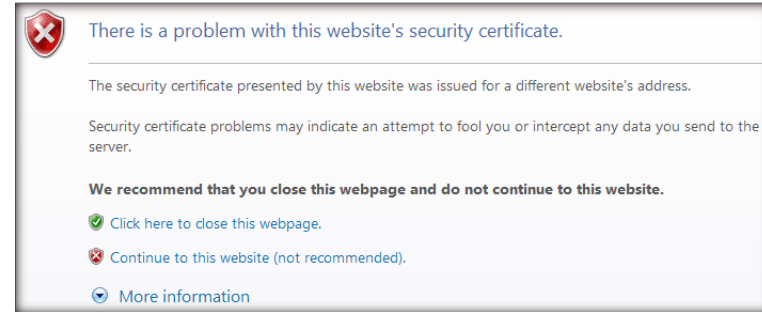 There is a problem with this website's security certificate.
The security certificate presented by this website was issued for a different website's address.
Security certificate problems may indicate an attempt to fool you or intercept any data you send to the
server.
We recommend that you close this webpage and do not continue to this website.
Click here to close this webpage.
Continue to this website (not recommended).
More information